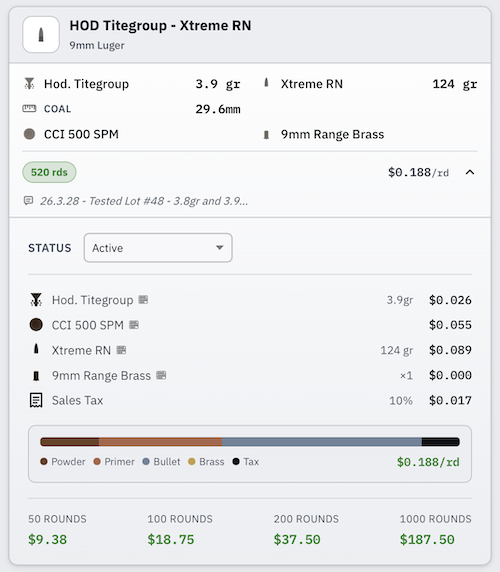 HOD Titegroup - Xtreme RN
9mm Luger
Hod. Titegroup 3.9 gr Xtreme RN 124 gr
COAL 29.6mm
CCI 500 SPM 9mm Range Brass
520 rds $0.188/rd
26.3.28 - Tested Lot #48 - 3.8gr and 3.9...
STATUS Active
Hod. Titegroup 3.9gr $0.026
CCI 500 SPM $0.055
Xtreme RN 124 gr $0.089
9mm Range Brass ×1 $0.000
Sales Tax 10% $0.017
Powder Primer Bullet Brass Tax $0.188/rd
50 ROUNDS 100 ROUNDS 200 ROUNDS 1000 ROUNDS
$9.38 $18.75 $37.50 $187.50